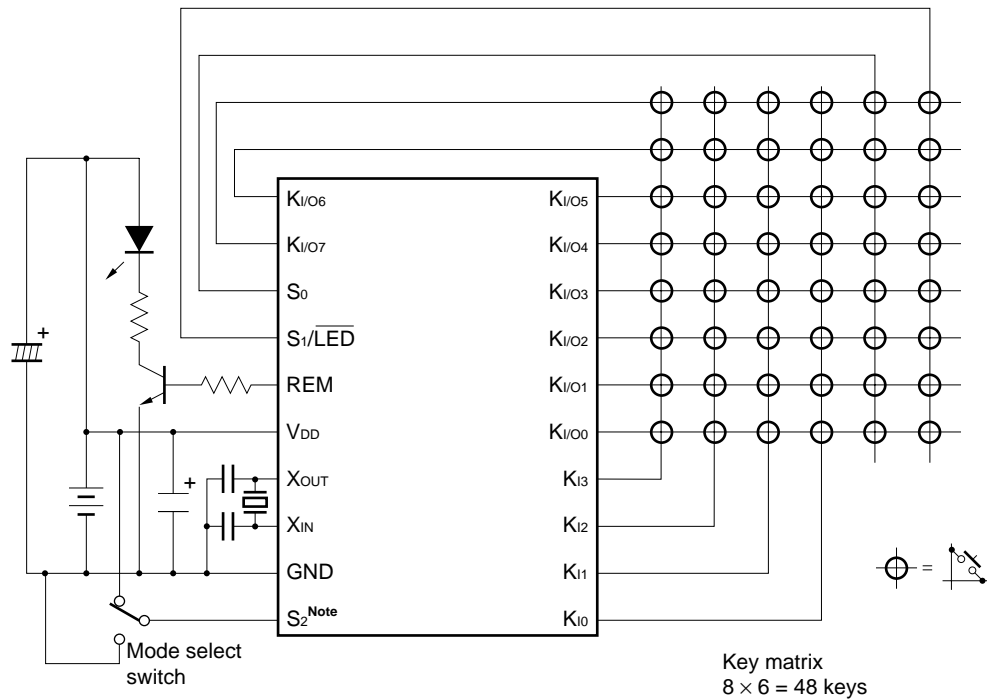 KI/O6
KI/O7
S0
S1/LED
REM
VDD
XOUT
XIN
GND
S2Note
KI/O5
KI/O4
KI/O3
KI/O2
KI/O1
KI/O0
KI3
KI2
KI1
KI0
+
+
=
Mode select
switch
Key matrix
8 × 6 = 48 keys